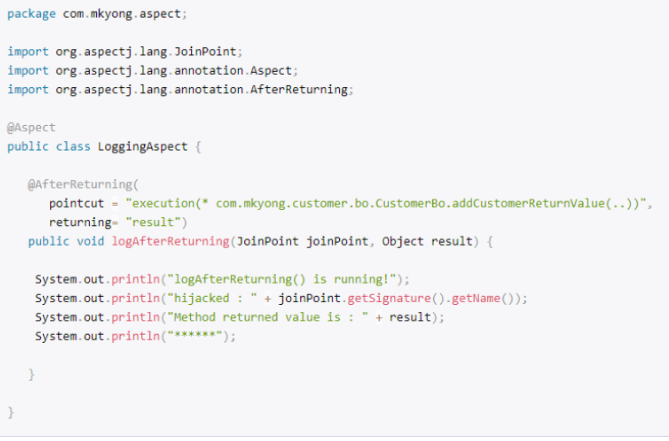 package com.mkyong.aspect;
import org.aspectj.lang.JoinPoint;
import org.aspectj.lang.annotation.Aspect;
import org.aspectj.lang.annotation.AfterReturning;
@Aspect
public class LoggingAspect {
@AfterReturning(
pointcut = "execution(* com.mkyong.customer.bo.CustomerBo.addCustomerReturnValue(..))",
returning= "result")
public void logAfterReturning(JoinPoint joinPoint, Object result) {
System.out.println("logAfterReturning() is running!");
System.out.println("hijacked : " + joinPoint.getSignature().getName());
System.out.println("Method returned value is : " + result);
System.out.println("******");
}
}